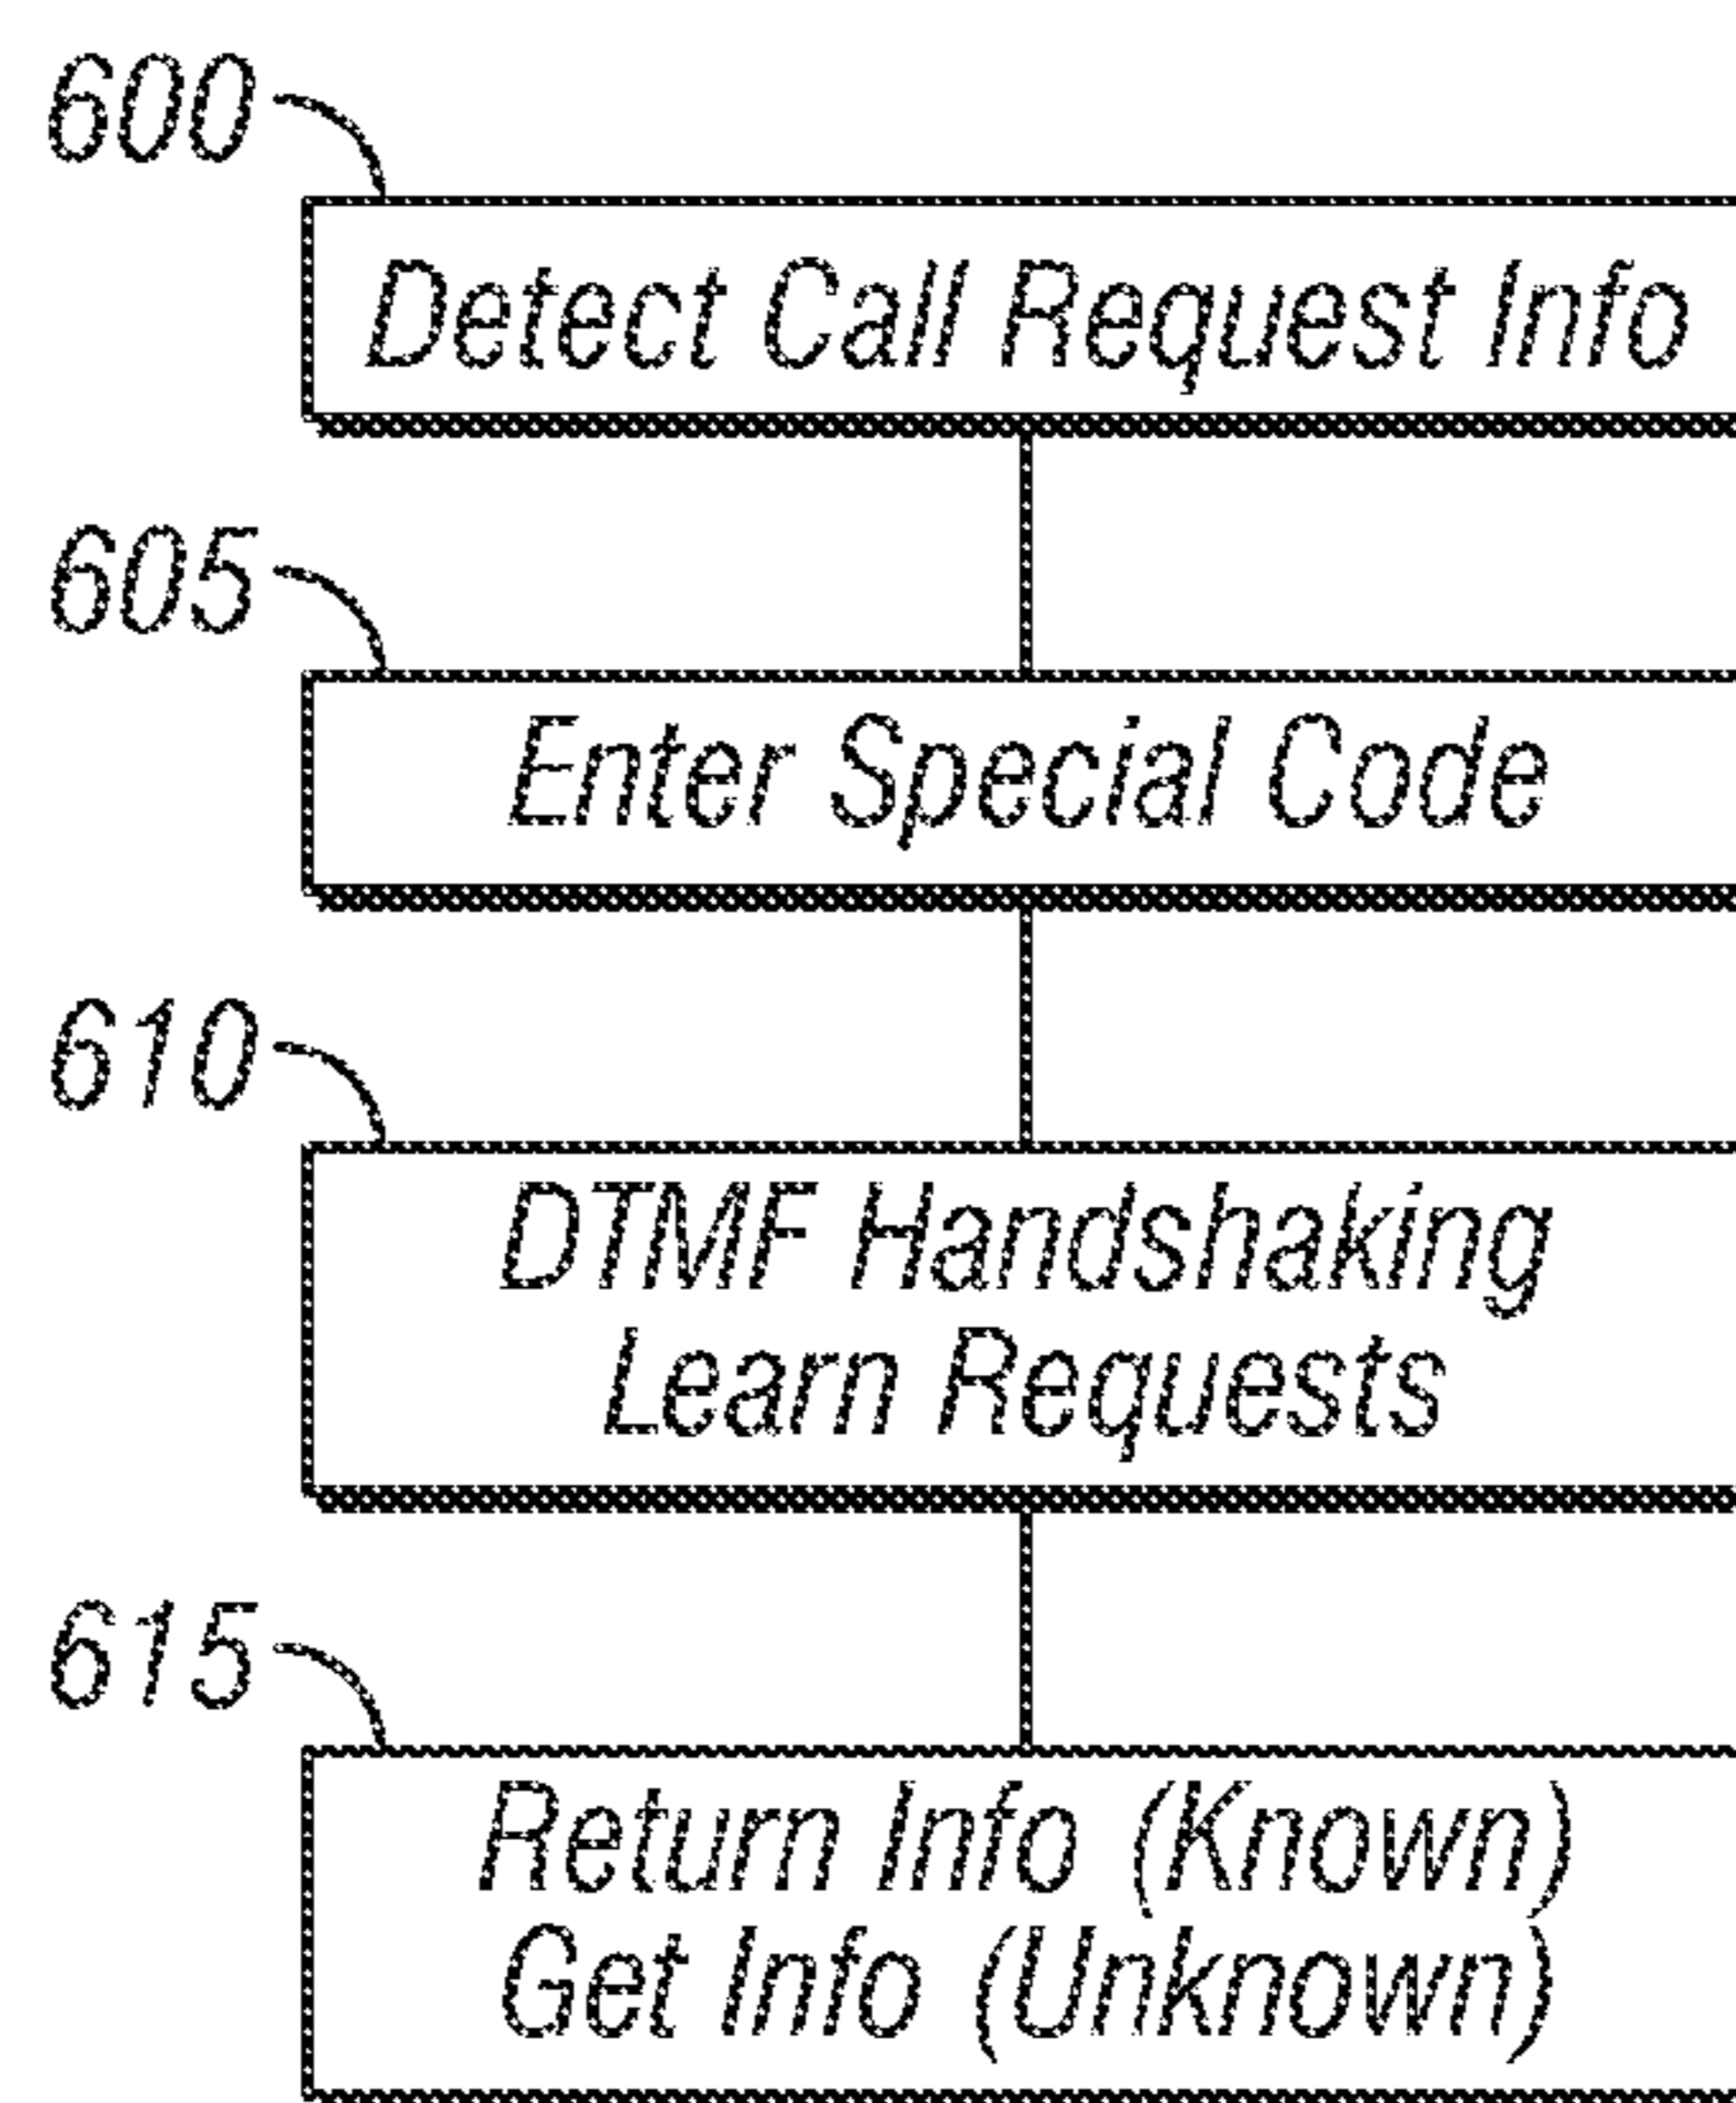 600
Detect Call Request Info
605
Enter Special Code
610
DTMF Handshaking
Learn Requests
615
Return Info (Known)
Get Info (Unknown)